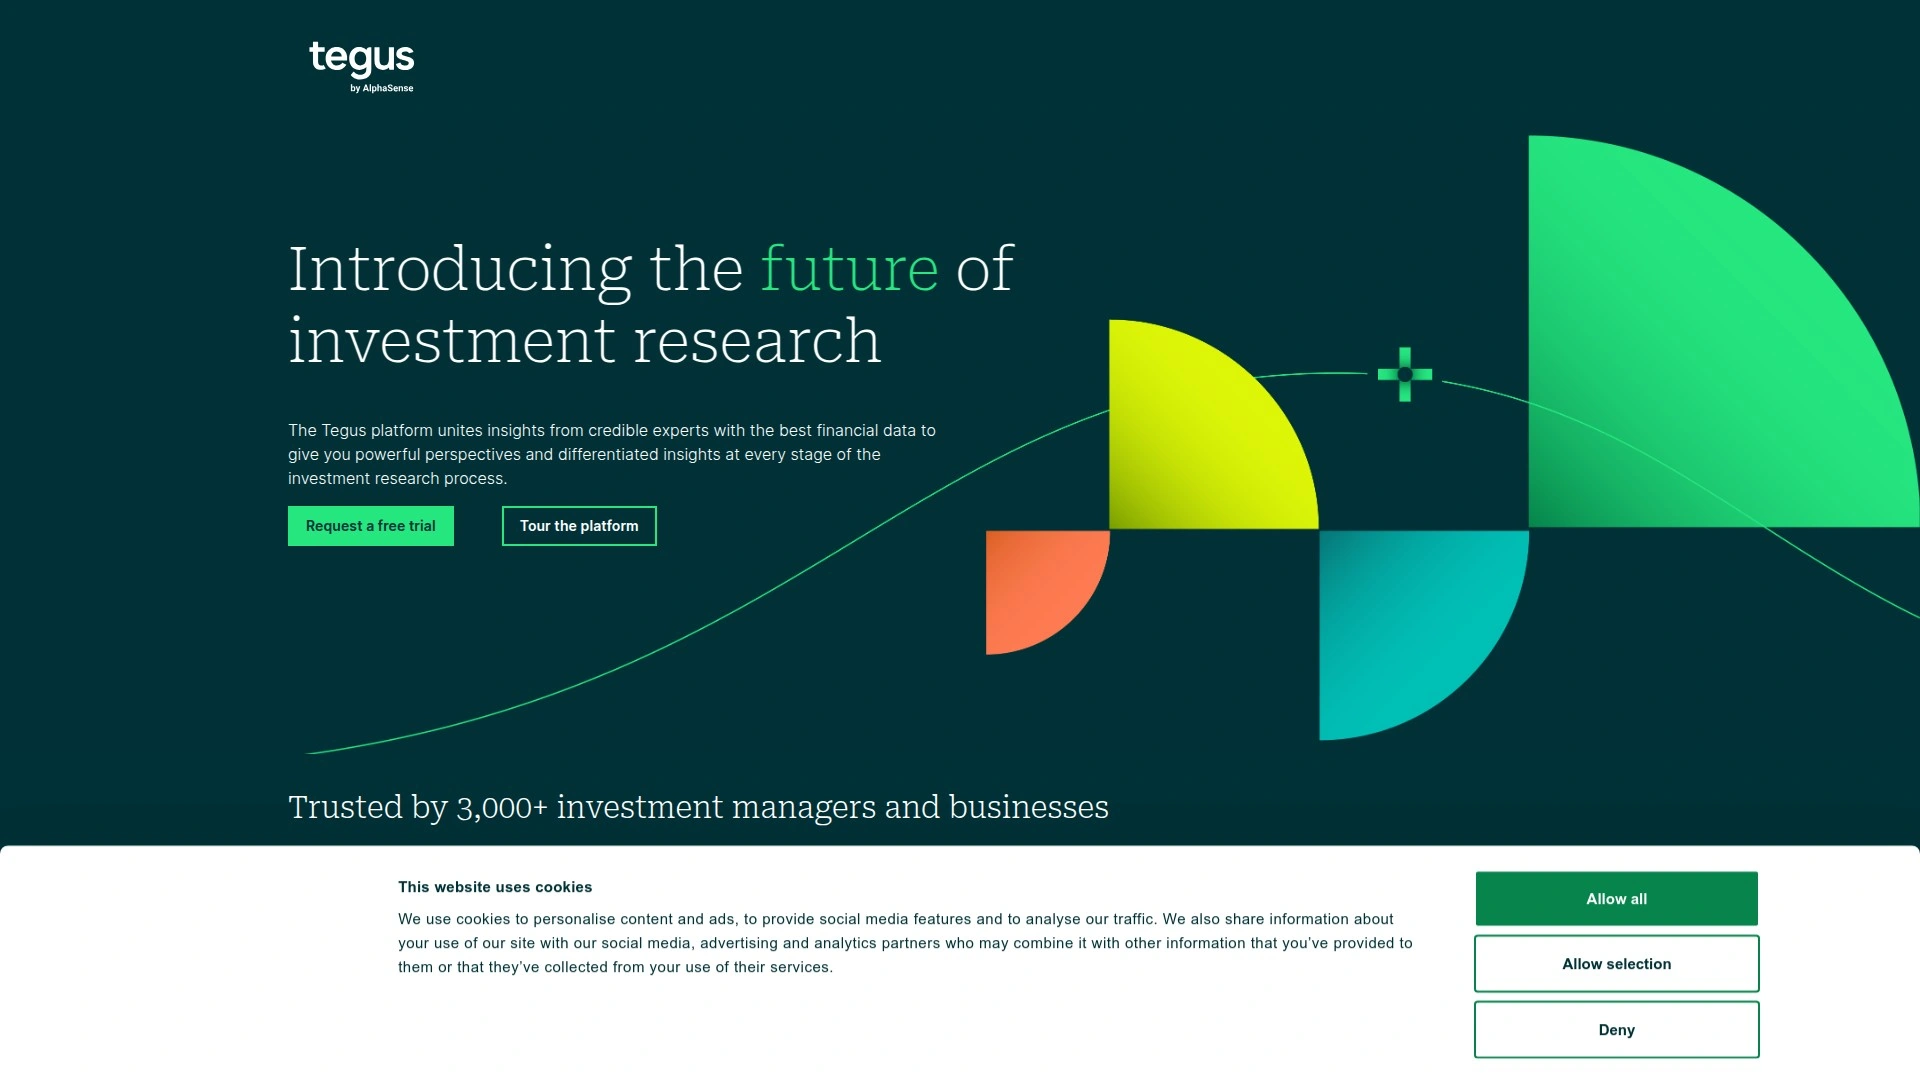 tegus
by AlphaSense
Introducing the future of
investment research
The Tegus platform unites insights from credible experts with the best financial data to
give you powerful perspectives and differentiated insights at every stage of the
investment research process.
Request a free trial
Tour the platform
Trusted by 3,000+ investment managers and businesses
This website uses cookies
We use cookies to personalise content and ads, to provide social media features and to analyse our traffic. We also share information about
your use of our site with our social media, advertising and analytics partners who may combine it with other information that you’ve provided to
them or that they’ve collected from your use of their services.
Allow all
Allow selection
Deny